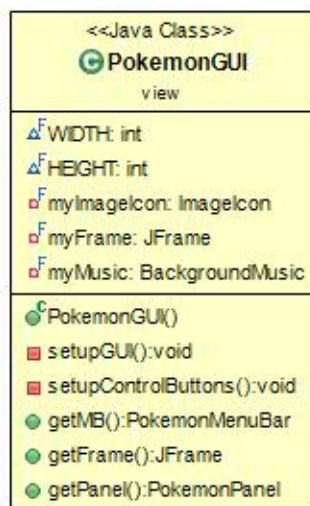 <<Java Class>>
C PokemonGUI
view
F WIDTH: int
F HEIGHT: int
F myImageIcon: ImageIcon
F myFrame: JFrame
F myMusic: BackgroundMusic
C PokemonGUI()
setupGUI():void
setupControlButtons():void
getMB():PokemonMenuBar
getFrame():JFrame
getPanel():PokemonPanel